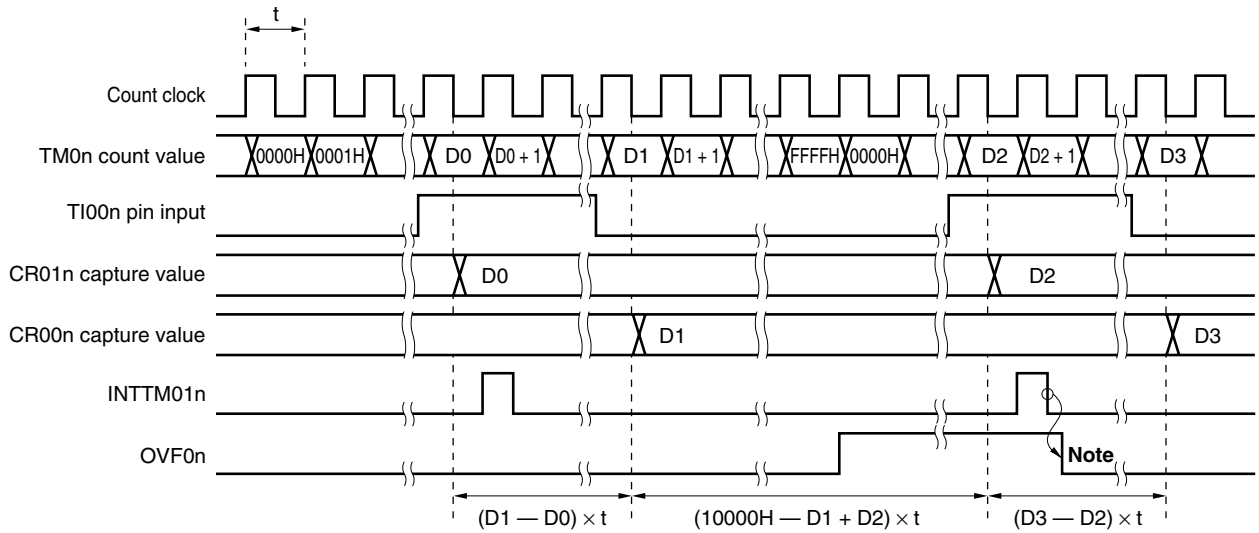 t
Count clock
TM0n count value 0000H 0001H D0 D0 + 1 D1 D1 + 1 FFFFH 0000H D2 D2 + 1 D3
TI00n pin input
CR01n capture value D0 D2
CR00n capture value D1 D3
INTTM01n
OVF0n Note
(D1 — D0) × t (10000H — D1 + D2) × t (D3 — D2) × t